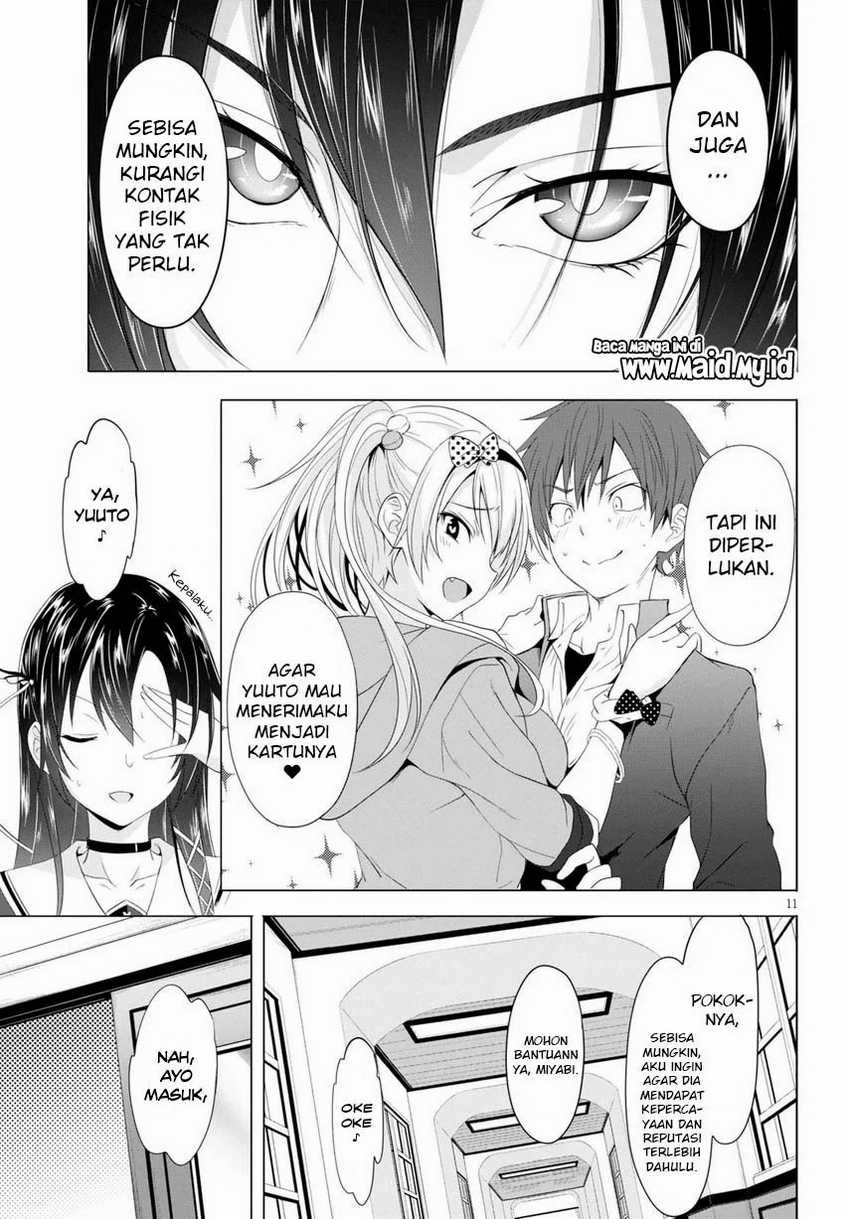 DAN
JUGA
...
SEBISA
MUNGKIN,
KURANGI
KONTAK
FISIK
YANG TAK
PERLU.
Baca Manga ini di
www.Maid.My.id
TAPI INI
DIPER-
LUKAN.
AGAR
YUUTO MAU
MENERIMAKU
MENJADI
KARTUNYA
♥
YA,
YUUTO
♪
Kepalaku..
11
POKOK-
NYA,
SEBISA
MUNGKIN,
AKU INGIN
AGAR DIA
MENDAPAT
KEPERCA-
YAAN DAN
REPUTASI
TERLEBIH
DAHULU.
MOHON
BANTUANN
YA, MIYABI.
OKE
OKE
♪
NAH,
AYO
MASUK,